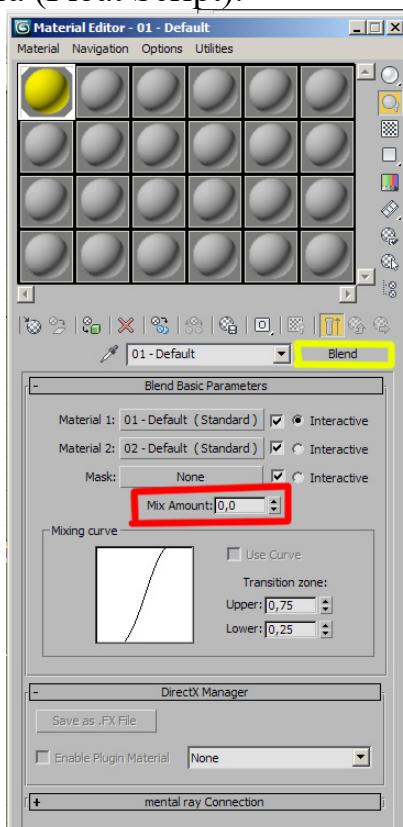 Material Editor - 01 - Default
Material Navigation Options Utilities
01 - Default Blend
- Blend Basic Parameters
Material 1: 01 - Default ( Standard ) Interactive
Material 2: 02 - Default ( Standard ) Interactive
Mask: None Interactive
Mix Amount: 0,0
Mixing curve
Use Curve
Transition zone:
Upper: 0,75
Lower: 0,25
- DirectX Manager
Save as .FX File
Enable Plugin Material None
+ mental ray Connection